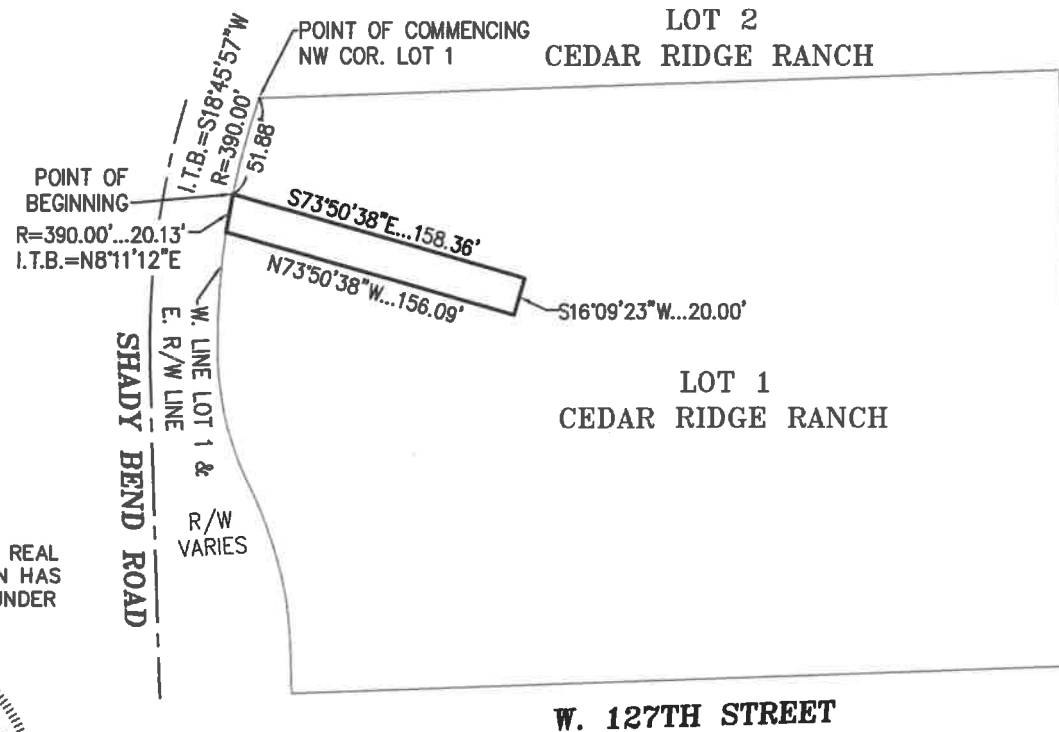 LOT 2
CEDAR RIDGE RANCH
POINT OF COMMENCING
NW COR. LOT 1
I.T.B.=S18°45'57"W
R=390.00'
51.88'
POINT OF
BEGINNING
R=390.00'...20.13'
I.T.B.=N8°11'12"E
S73°50'38"E...158.36'
N73°50'38"W...156.09'
S16°09'23"W...20.00'
W. LINE LOT 1 &
E. R/W LINE
SHADY BEND ROAD
R/W
VARIES
LOT 1
CEDAR RIDGE RANCH
REAL
N HAS
UNDER
W. 127TH STREET